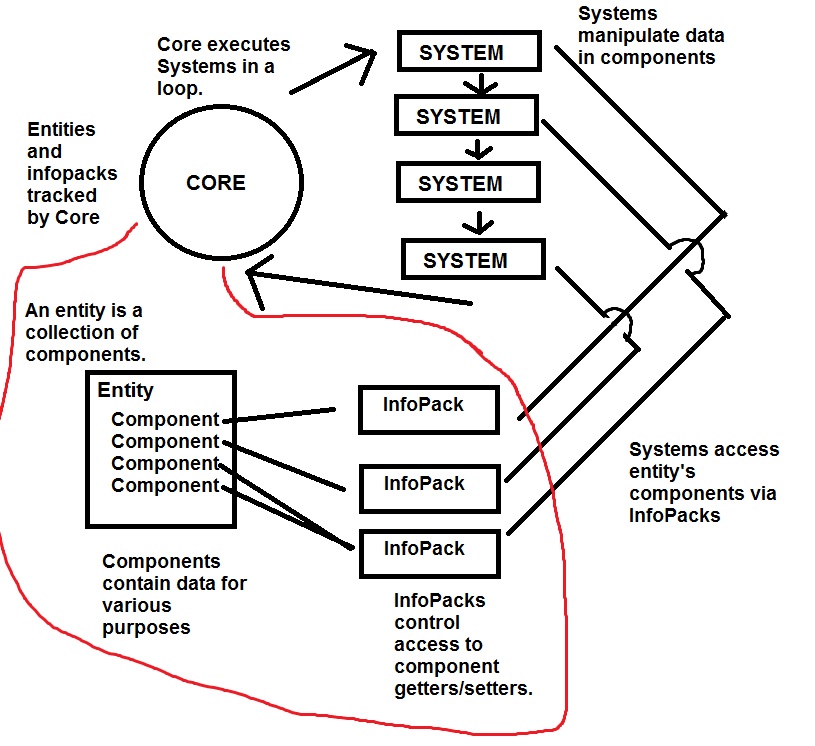 Core executes
Systems in a
loop.
SYSTEM
SYSTEM
SYSTEM
SYSTEM
Systems
manipulate data
in components
Entities
and
infopacks
tracked
by Core
CORE
An entity is a
collection of
components.
Entity
Component
Component
Component
Component
InfoPack
InfoPack
InfoPack
Systems access
entity's
components via
InfoPacks
Components
contain data for
various
purposes
InfoPacks
control
access to
component
getters/setters.